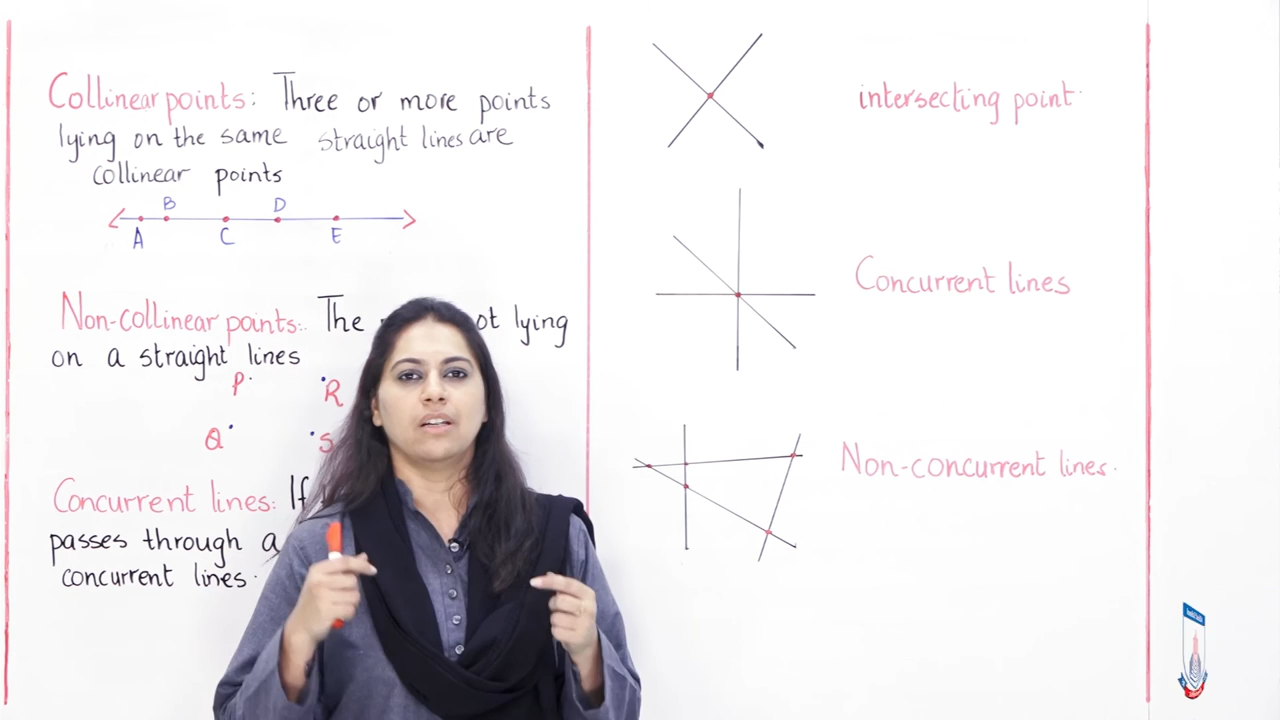 Collinear points: Three or more points
lying on the same straight lines are
collinear points
B D
A C E
Non-collinear points: The ot lying
on a straight lines
P R
Q S
Concurrent lines: If
passes through a
concurrent lines.
intersecting point.
Concurrent lines
Non-concurrent lines.